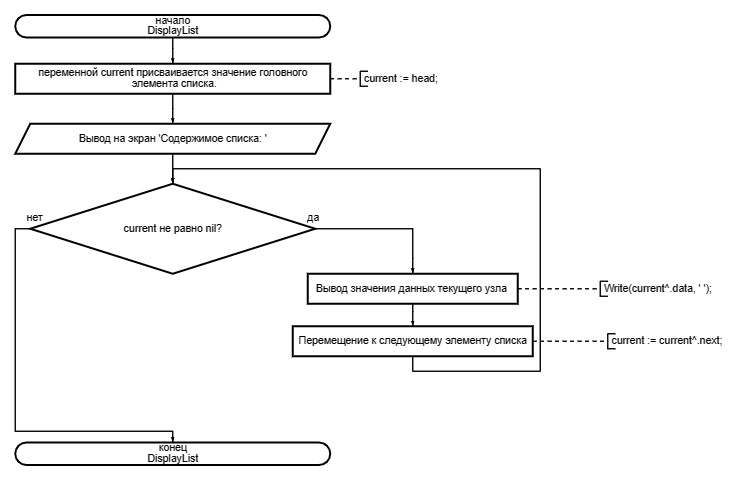 начало
DisplayList
переменной current присваивается значение головного
элемента списка.
current := head;
Вывод на экран 'Содержимое списка: '
нет
да
current не равно nil?
Вывод значения данных текущего узла
Write(current^.data, ' ');
Перемещение к следующему элементу списка
current := current^.next;
конец
DisplayList